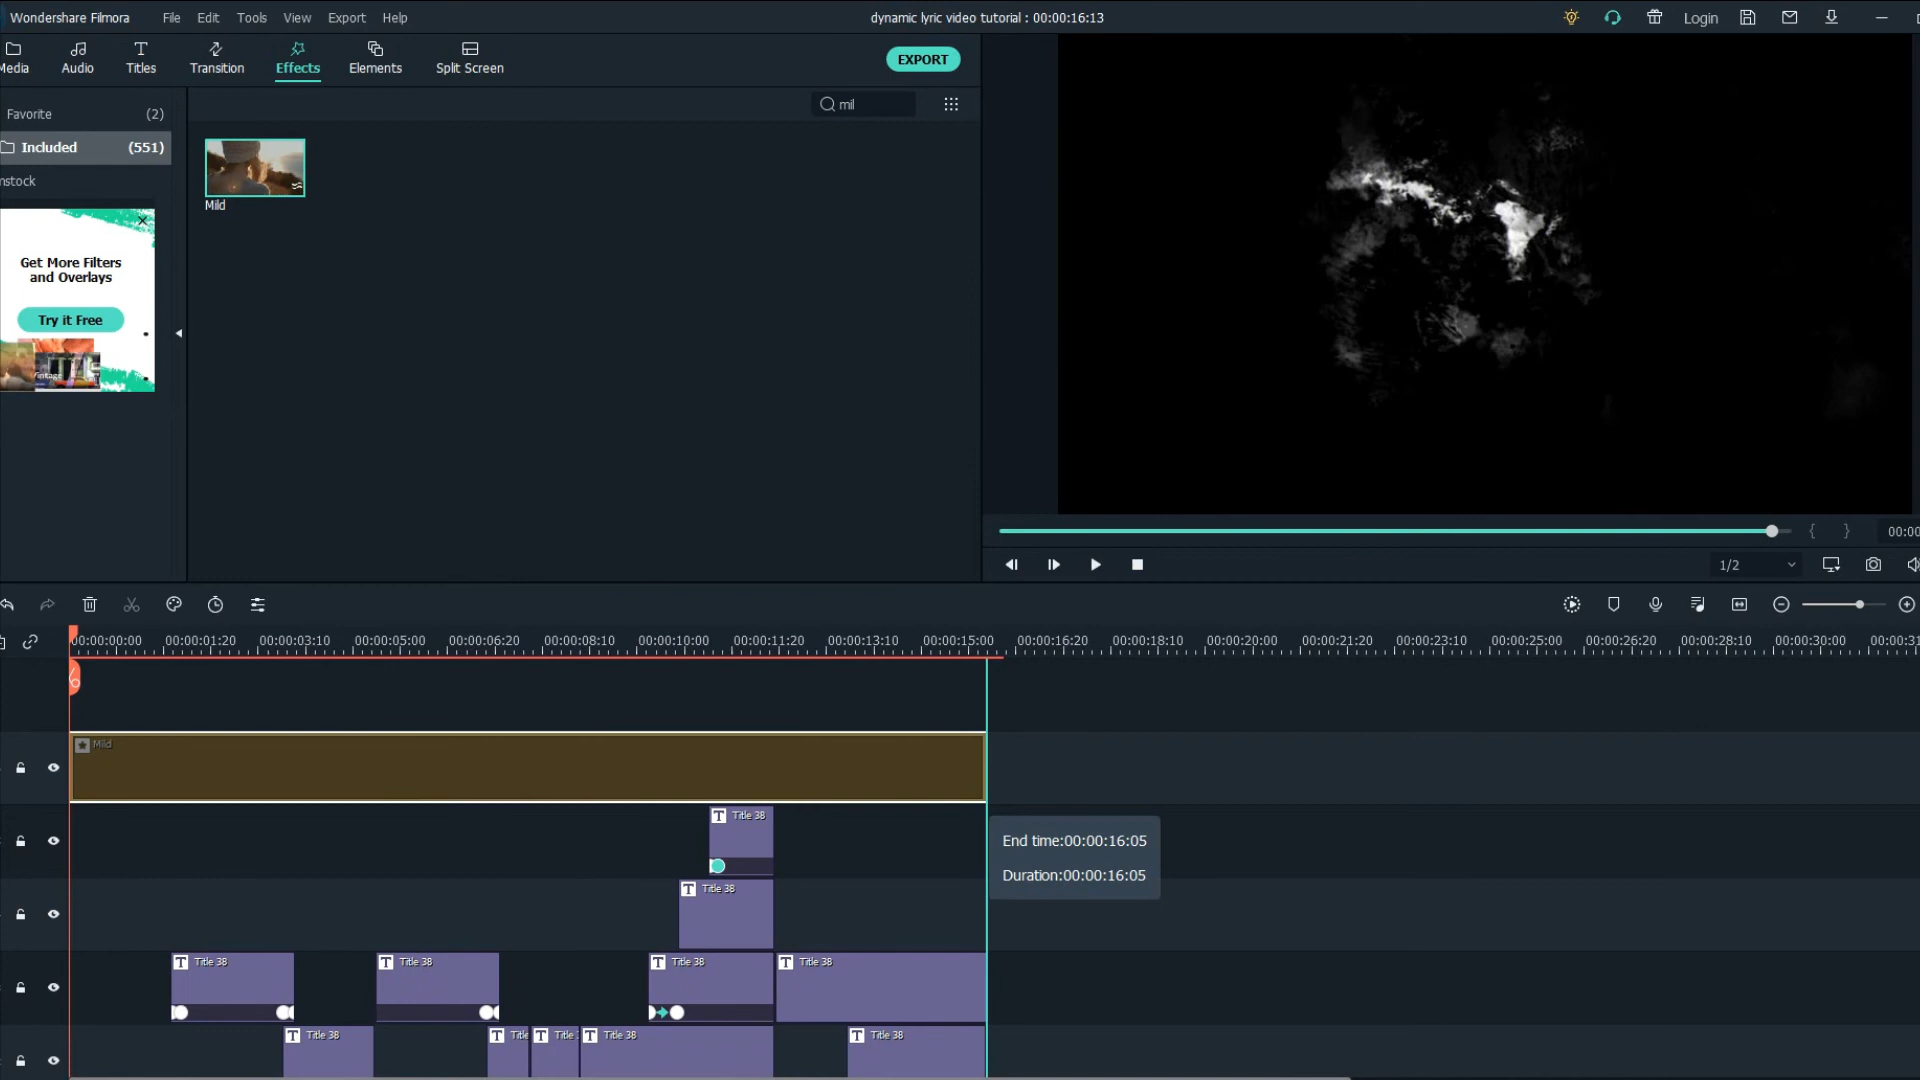 Wondershare Filmora
File Edit Tools View Export Help
dynamic lyric video tutorial : 00:00:16:13
Login
Media Audio Titles Transition Effects Elements Split Screen
EXPORT
Favorite (2)
mil
Included (551)
nstock
Mild
Get More Filters
and Overlays
Try it Free
Vintage
00:00
1/2
00:00:00:00 00:00:01:20 00:00:03:10 00:00:05:00 00:00:06:20 00:00:08:10 00:00:10:00 00:00:11:20 00:00:13:10 00:00:15:00 00:00:16:20 00:00:18:10 00:00:20:00 00:00:21:20 00:00:23:10 00:00:25:00 00:00:26:20 00:00:28:10 00:00:30:00 00:00:31
Mild
T Title 38
End time:00:00:16:05
Duration:00:00:16:05
T Title 38
T Title 38 T Title 38 T Title 38 T Title 38
T Title 38 T Title T Title T Title 38 T Title 38